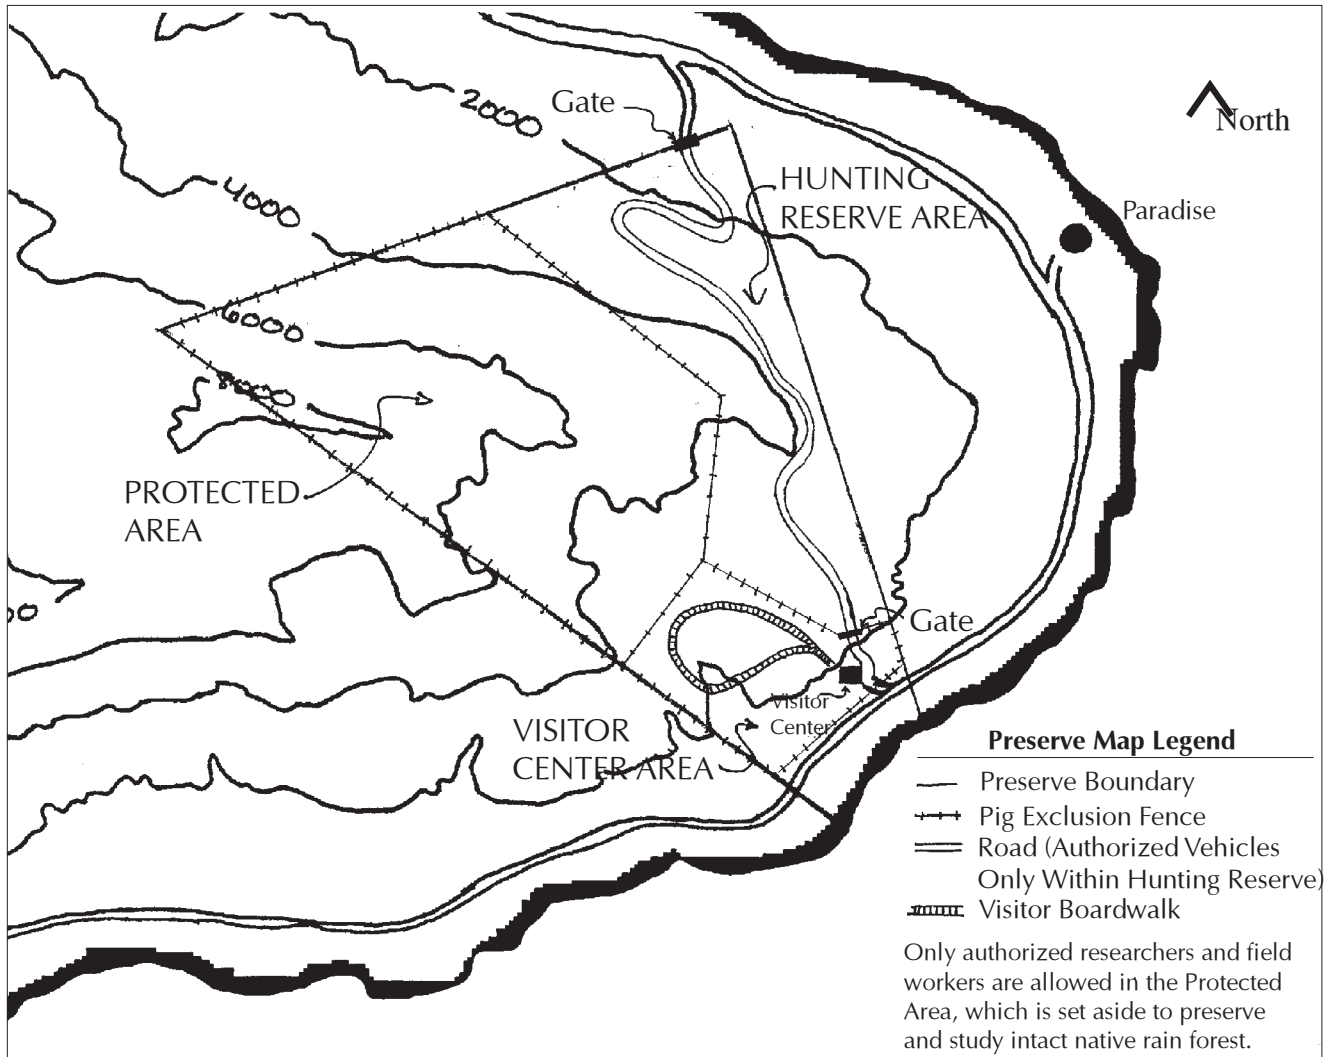 2000
Gate
North
HUNTING
RESERVE AREA
Paradise
4000
6000
8000
PROTECTED
AREA
00
Gate
Visitor
Center
VISITOR
CENTER AREA
Preserve Map Legend
Preserve Boundary
Pig Exclusion Fence
Road (Authorized Vehicles
Only Within Hunting Reserve)
Visitor Boardwalk
Only authorized researchers and field
workers are allowed in the Protected
Area, which is set aside to preserve
and study intact native rain forest.